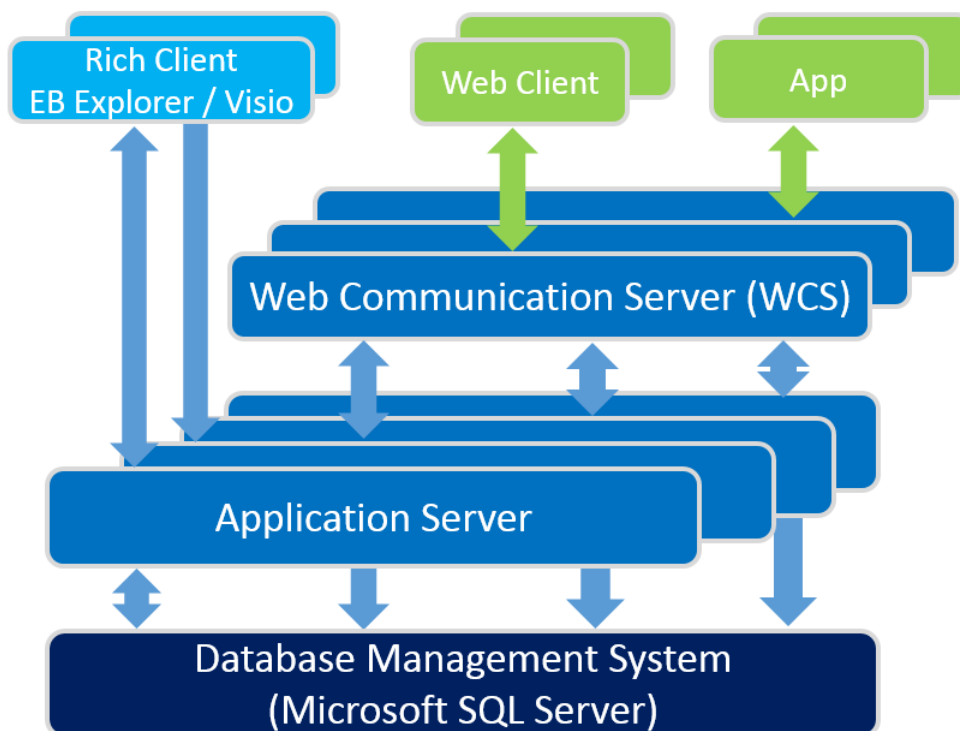 Rich Client
EB Explorer / Visio
Web Client
App
Web Communication Server (WCS)
Application Server
Database Management System
(Microsoft SQL Server)